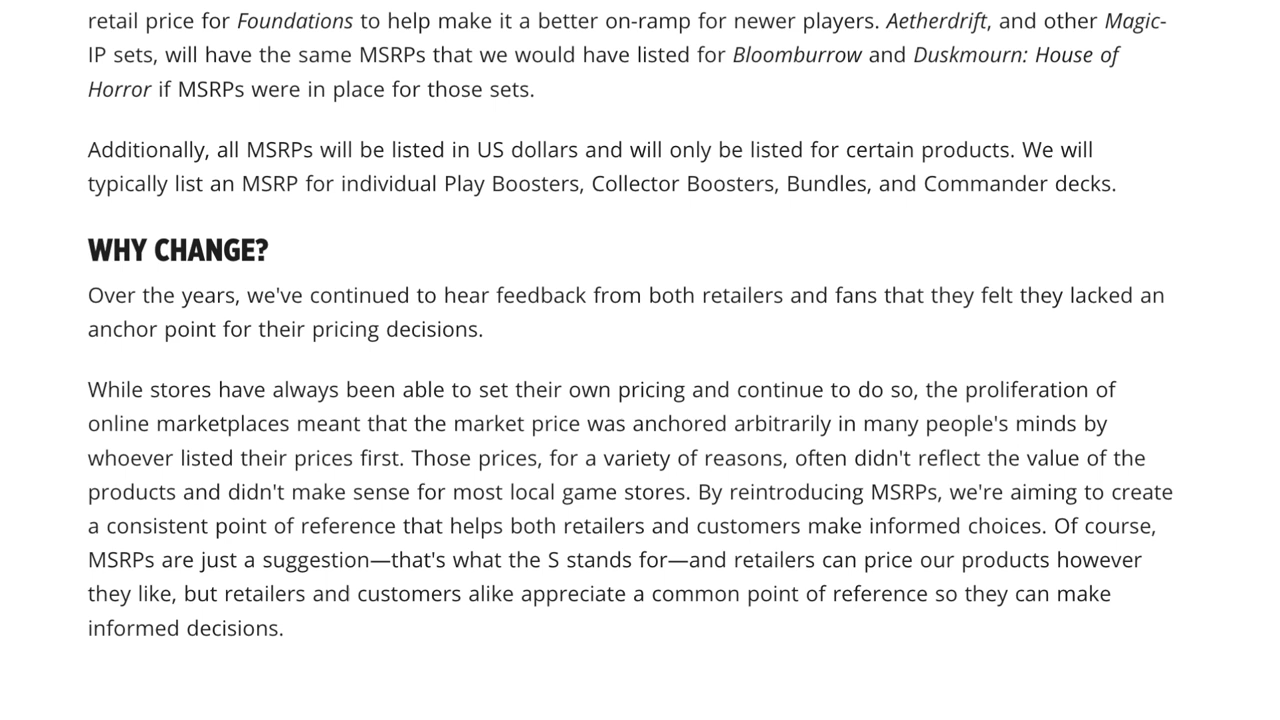 retail price for Foundations to help make it a better on-ramp for newer players. Aetherdrift, and other Magic-
IP sets, will have the same MSRPs that we would have listed for Bloomburrow and Duskmourn: House of
Horror if MSRPs were in place for those sets.
Additionally, all MSRPs will be listed in US dollars and will only be listed for certain products. We will
typically list an MSRP for individual Play Boosters, Collector Boosters, Bundles, and Commander decks.
WHY CHANGE?
Over the years, we've continued to hear feedback from both retailers and fans that they felt they lacked an
anchor point for their pricing decisions.
While stores have always been able to set their own pricing and continue to do so, the proliferation of
online marketplaces meant that the market price was anchored arbitrarily in many people's minds by
whoever listed their prices first. Those prices, for a variety of reasons, often didn't reflect the value of the
products and didn't make sense for most local game stores. By reintroducing MSRPs, we're aiming to create
a consistent point of reference that helps both retailers and customers make informed choices. Of course,
MSRPs are just a suggestion—that's what the S stands for—and retailers can price our products however
they like, but retailers and customers alike appreciate a common point of reference so they can make
informed decisions.